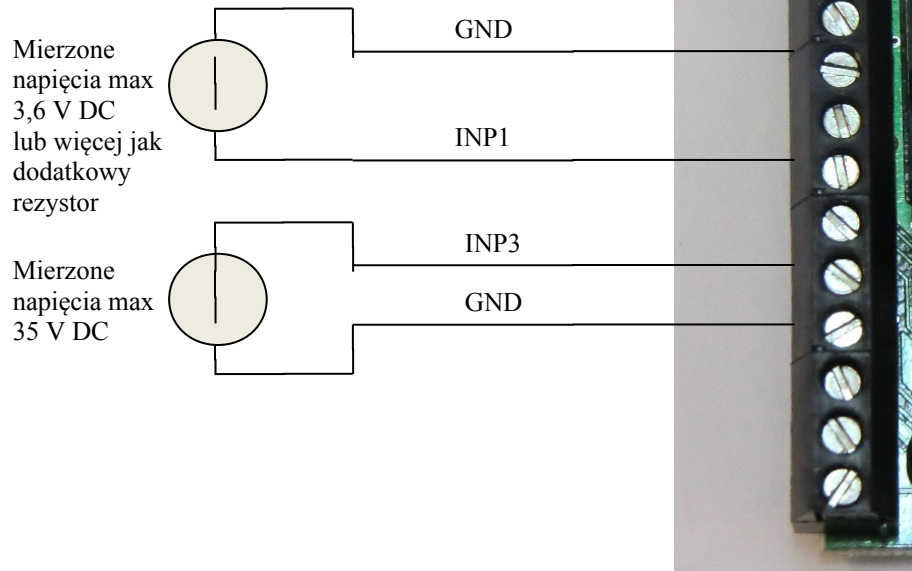 Mierzone
napięcia max
3,6 V DC
lub więcej jak
dodatkowy
rezystor
GND
INP1
Mierzone
napięcia max
35 V DC
INP3
GND